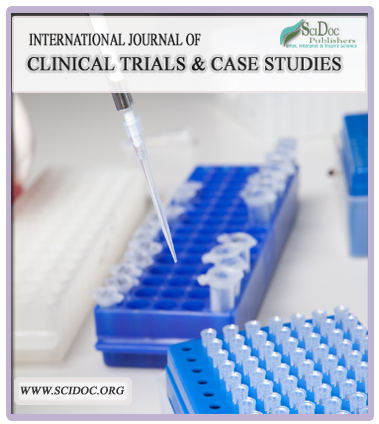 INTERNATIONAL JOURNAL OF
CLINICAL TRIALS & CASE STUDIES
SCIDOC
Publishers
WWW.SCIDOC.ORG